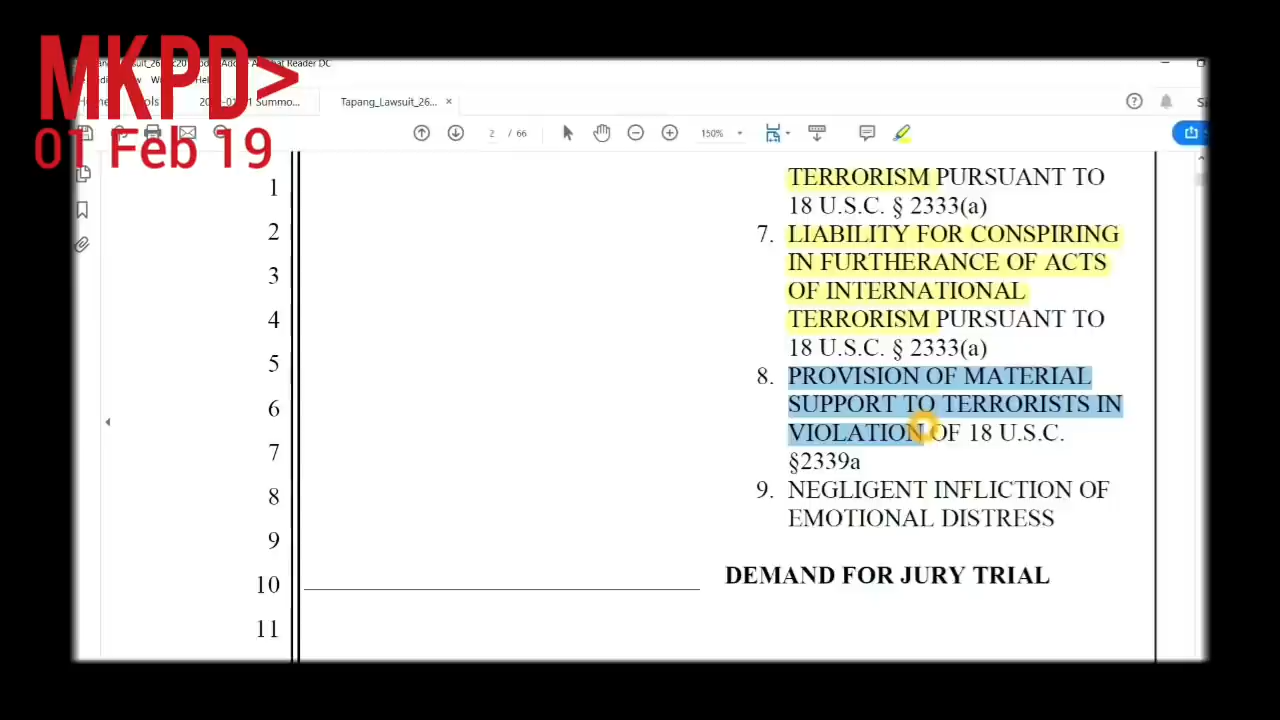 MKPD>
01 Feb 19
Reader DC
Tapang_Lawsuit_26... ×
2 / 66
150%
TERRORISM PURSUANT TO
1
18 U.S.C. § 2333(a)
2
7. LIABILITY FOR CONSPIRING
IN FURTHERANCE OF ACTS
3
OF INTERNATIONAL
4
TERRORISM PURSUANT TO
18 U.S.C. § 2333(a)
5
8. PROVISION OF MATERIAL
6
SUPPORT TO TERRORISTS IN
VIOLATION OF 18 U.S.C.
7
§2339a
8
9. NEGLIGENT INFLICTION OF
EMOTIONAL DISTRESS
9
10
DEMAND FOR JURY TRIAL
11